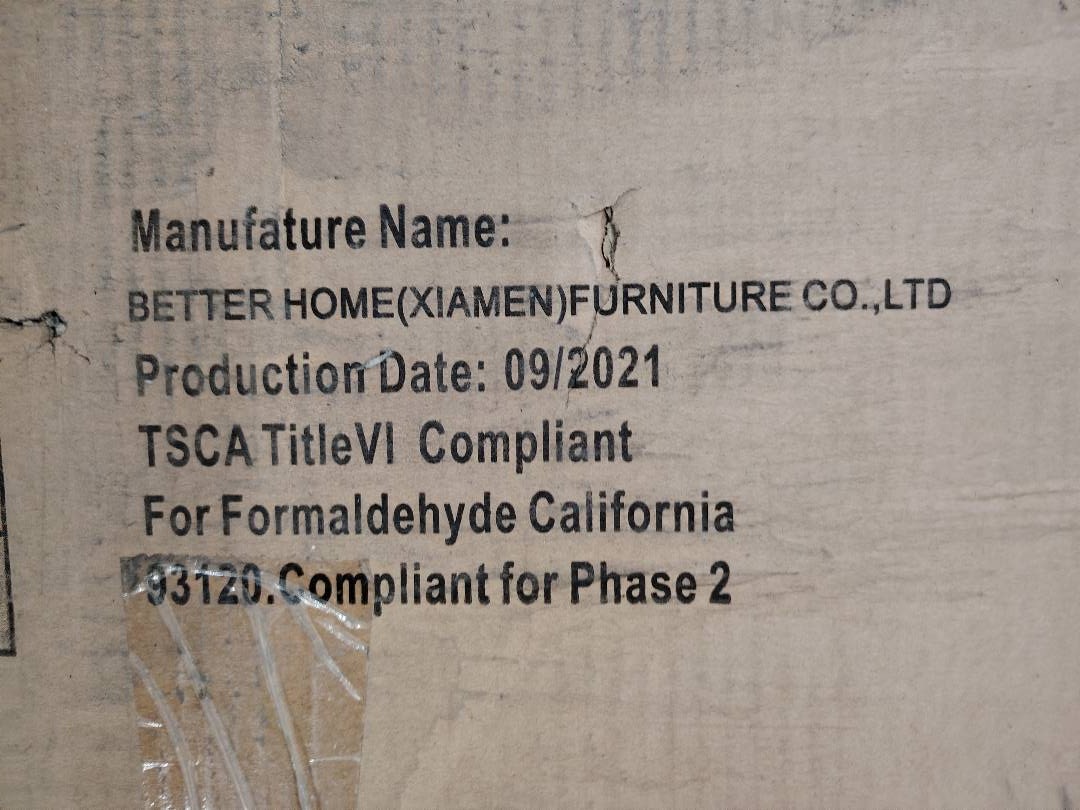 Manufature Name:
BETTER HOME(XIAMEN)FURNITURE CO.,LTD
Production Date: 09/2021
TSCA TitleVI Compliant
For Formaldehyde California
93120.Compliant for Phase 2